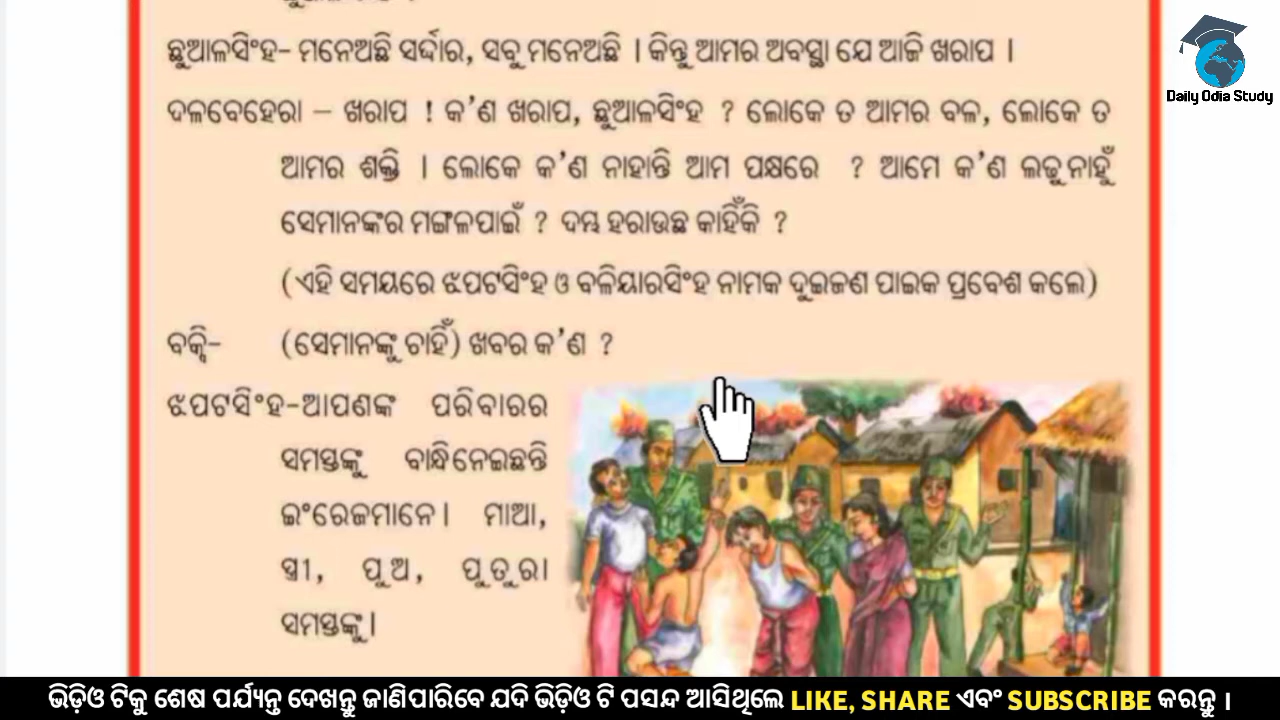 ଛୁଆଳସିଂହ- ମନେଅଛି ସର୍ଦ୍ଦାର, ସବୁ ମନେଅଛି । କିନ୍ତୁ ଆମର ଅବସ୍ଥା ଯେ ଆଜି ଖରାପ ।
Daily Odia Study
ଦଳବେହେରା – ଖରାପ ! କ'ଣ ଖରାପ, ଛୁଆଳସିଂହ ? ଲୋକେ ତ ଆମର ବଳ, ଲୋକେ ତ
ଆମର ଶକ୍ତି । ଲୋକେ କ'ଣ ନାହାନ୍ତି ଆମ ପକ୍ଷରେ ? ଆମେ କ'ଣ ଲଢୁନାହୁଁ
ସେମାନଙ୍କର ମଙ୍ଗଳପାଇଁ ? ଦମ୍ଭ ହରାଉଛ କାହିଁକି ?
(ଏହି ସମୟରେ ଝପଟସିଂହ ଓ ବଳିୟାରସିଂହ ନାମକ ଦୁଇଜଣ ପାଇକ ପ୍ରବେଶ କଲେ)
ବକ୍ସି- (ସେମାନଙ୍କୁ ଚାହିଁ) ଖବର କ'ଣ ?
ଝପଟସିଂହ-ଆପଣଙ୍କ ପରିବାରର
ସମସ୍ତଙ୍କୁ ବାନ୍ଧିନେଇଛନ୍ତି
ଇଂରେଜମାନେ। ମାଆ,
ସ୍ତ୍ରୀ, ପୁଅ, ପୁତୁରା
ସମସ୍ତଙ୍କୁ।
ଭିଡ଼ିଓ ଟିକୁ ଶେଷ ପର୍ଯ୍ୟନ୍ତ ଦେଖନ୍ତୁ ଜାଣିପାରିବେ ଯଦି ଭିଡ଼ିଓ ଟି ପସନ୍ଦ ଆସିଥିଲେ LIKE, SHARE ଏବଂ SUBSCRIBE କରନ୍ତୁ ।